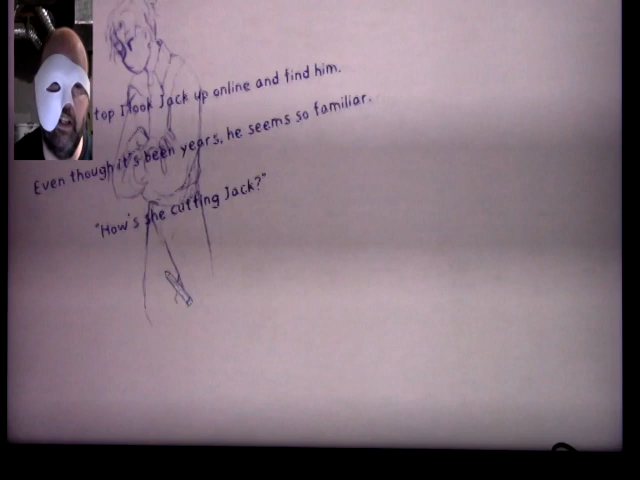 top I look Jack up online and find him.
Even though it's been years, he seems so familiar.
"How's she cutting Jack?"